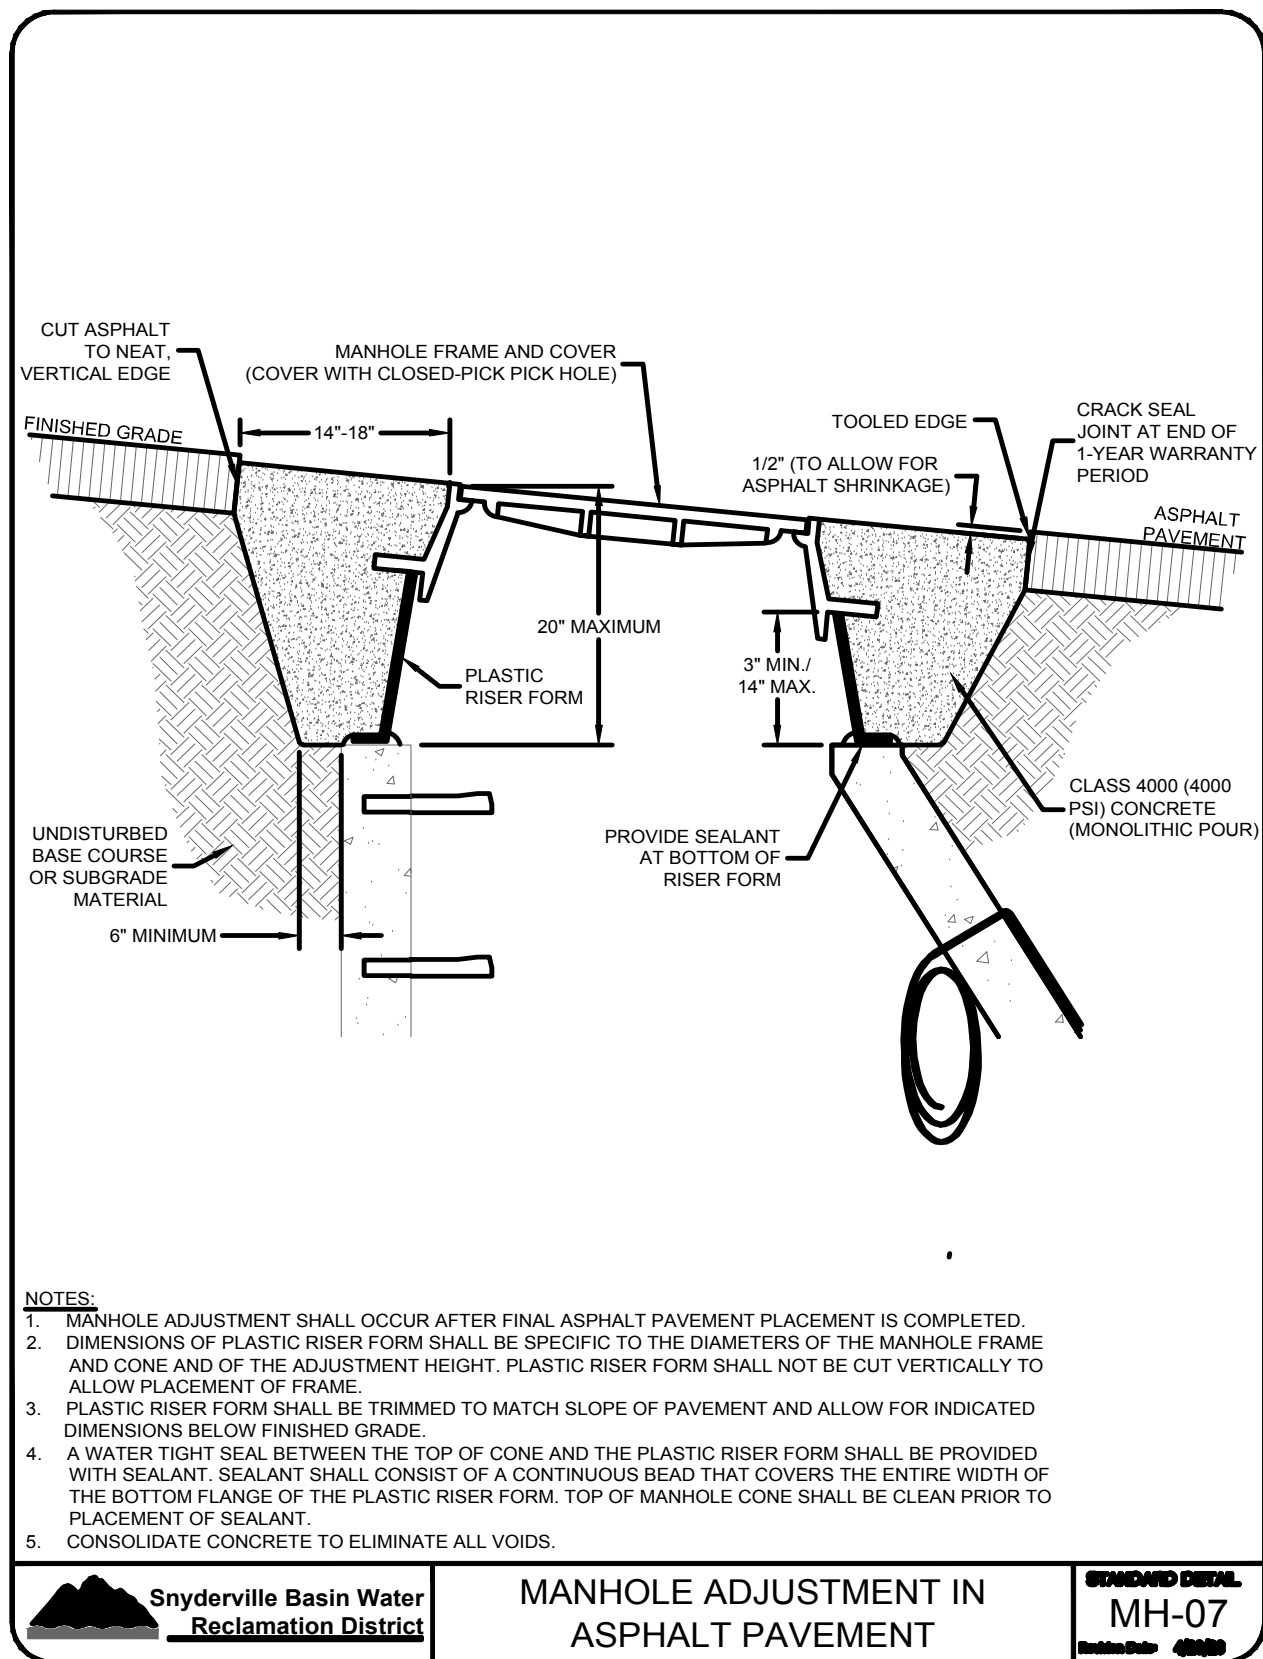 CUT ASPHALT
TO NEAT,
VERTICAL EDGE
MANHOLE FRAME AND COVER
(COVER WITH CLOSED-PICK PICK HOLE)
FINISHED GRADE
14"-18"
TOOLED EDGE
CRACK SEAL
JOINT AT END OF
1-YEAR WARRANTY
PERIOD
1/2" (TO ALLOW FOR
ASPHALT SHRINKAGE)
ASPHALT
PAVEMENT
20" MAXIMUM
PLASTIC
RISER FORM
3" MIN./
14" MAX.
CLASS 4000 (4000
PSI) CONCRETE
(MONOLITHIC POUR)
UNDISTURBED
BASE COURSE
OR SUBGRADE
MATERIAL
PROVIDE SEALANT
AT BOTTOM OF
RISER FORM
6" MINIMUM
NOTES:
1. MANHOLE ADJUSTMENT SHALL OCCUR AFTER FINAL ASPHALT PAVEMENT PLACEMENT IS COMPLETED.
2. DIMENSIONS OF PLASTIC RISER FORM SHALL BE SPECIFIC TO THE DIAMETERS OF THE MANHOLE FRAME
AND CONE AND OF THE ADJUSTMENT HEIGHT. PLASTIC RISER FORM SHALL NOT BE CUT VERTICALLY TO
ALLOW PLACEMENT OF FRAME.
3. PLASTIC RISER FORM SHALL BE TRIMMED TO MATCH SLOPE OF PAVEMENT AND ALLOW FOR INDICATED
DIMENSIONS BELOW FINISHED GRADE.
4. A WATER TIGHT SEAL BETWEEN THE TOP OF CONE AND THE PLASTIC RISER FORM SHALL BE PROVIDED
WITH SEALANT. SEALANT SHALL CONSIST OF A CONTINUOUS BEAD THAT COVERS THE ENTIRE WIDTH OF
THE BOTTOM FLANGE OF THE PLASTIC RISER FORM. TOP OF MANHOLE CONE SHALL BE CLEAN PRIOR TO
PLACEMENT OF SEALANT.
5. CONSOLIDATE CONCRETE TO ELIMINATE ALL VOIDS.
Snyderville Basin Water
Reclamation District
MANHOLE ADJUSTMENT IN
ASPHALT PAVEMENT
STANDARD DETAIL
MH-07
Revision Date: